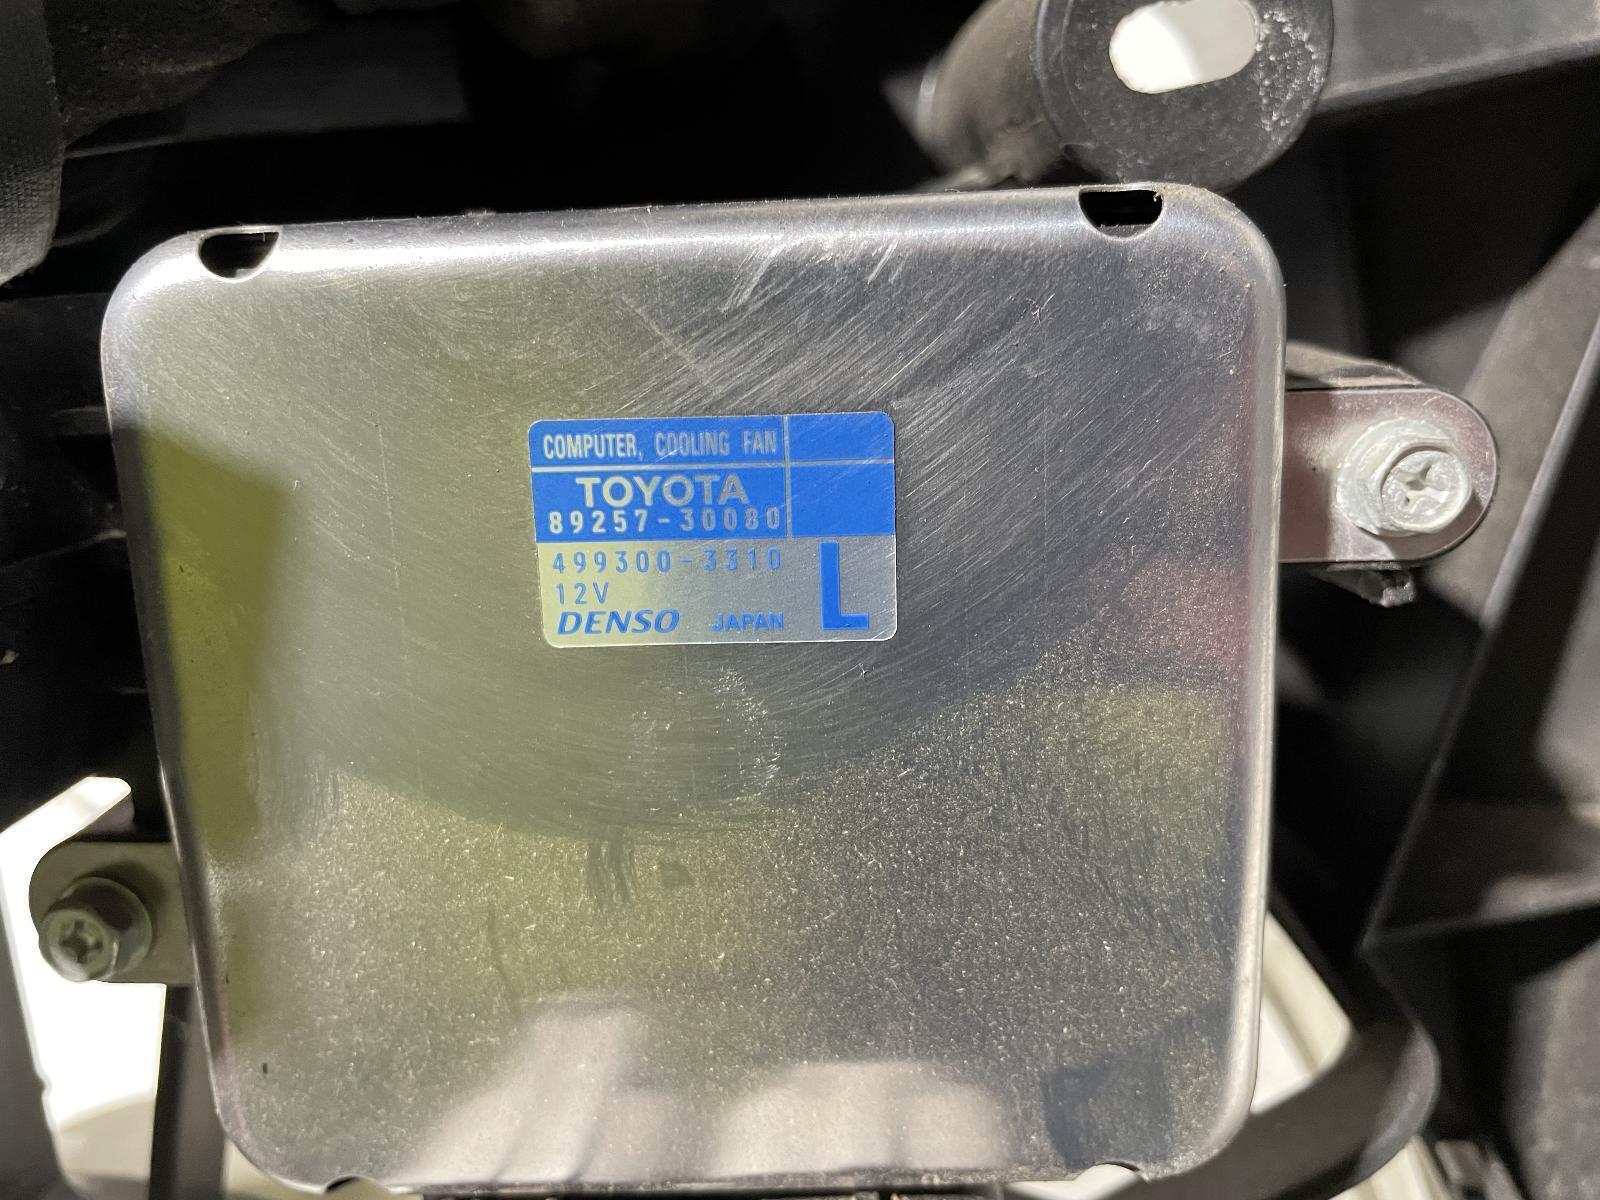 COMPUTER, COOLING FAN
TOYOTA
89257-30080
499300-3310
12V
DENSO JAPAN L